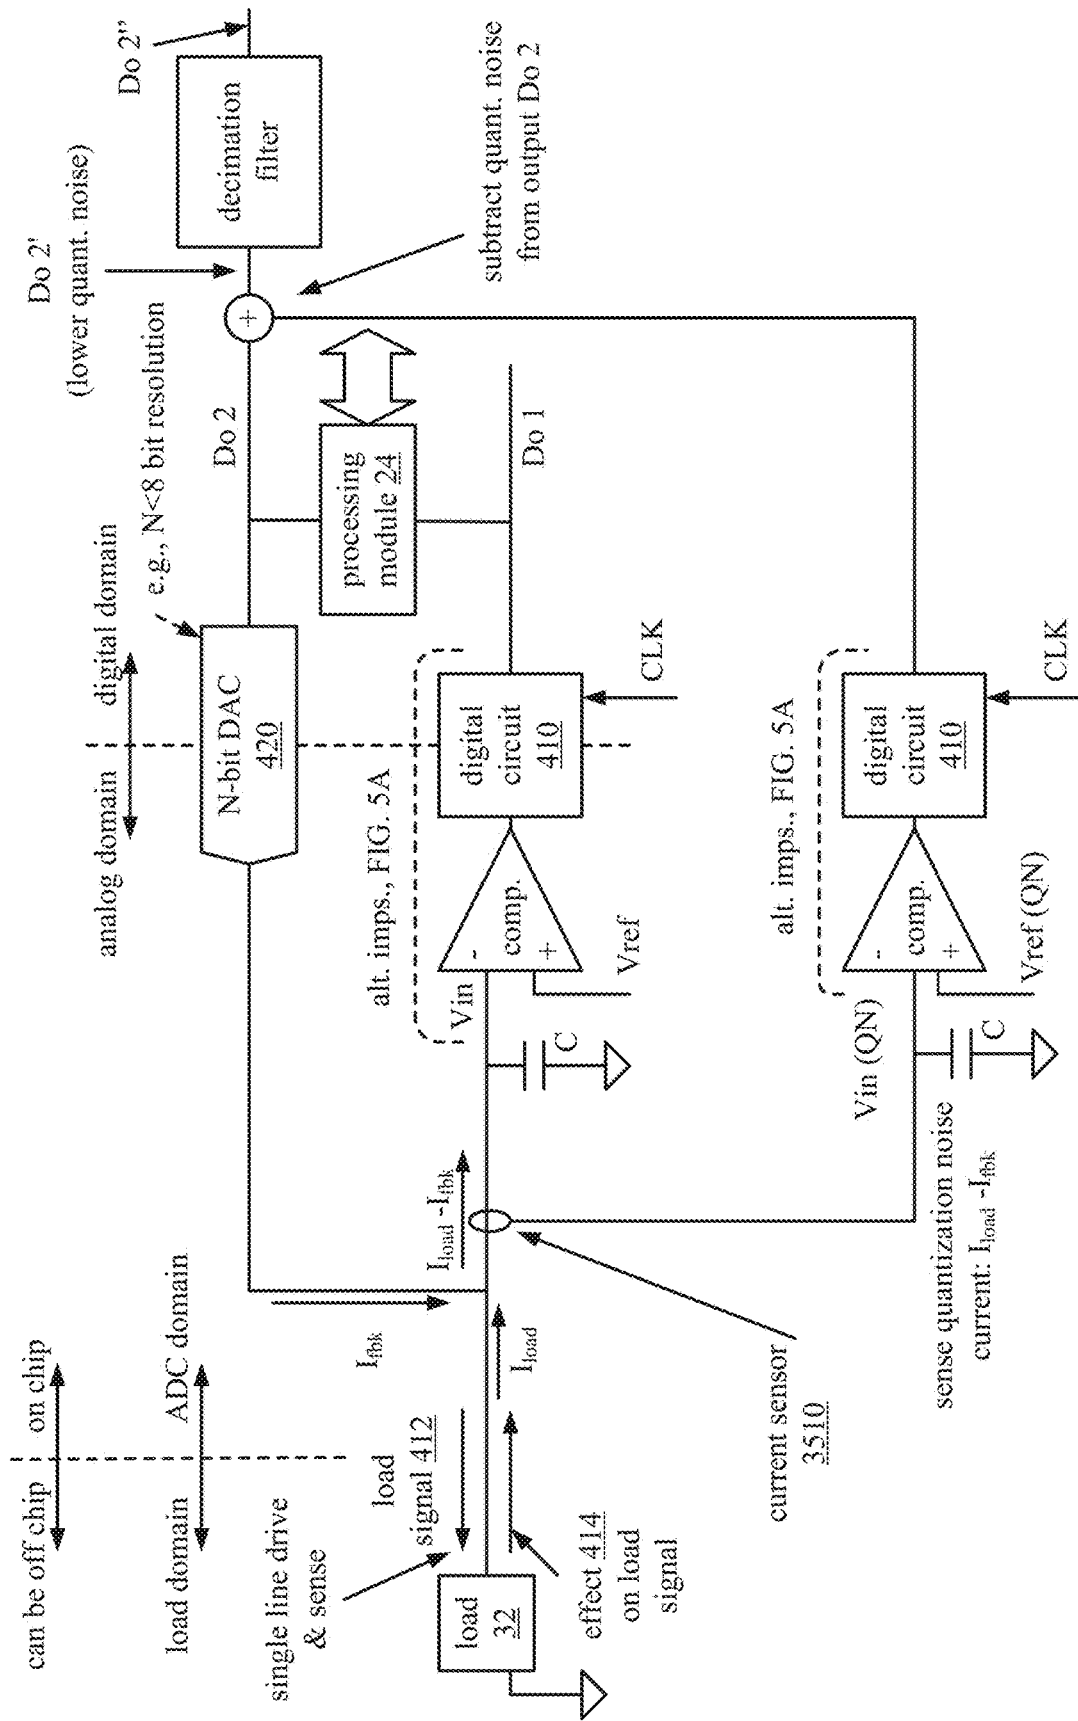 can be off chip
on chip
load domain
ADC domain
analog domain
digital domain
e.g., N<8 bit resolution
Do 2'
(lower quant. noise)
Do 2''
N-bit DAC
420
Do 2
decimation
filter
subtract quant. noise
from output Do 2
single line drive
& sense
load
signal 412
load
32
effect 414
on load
signal
Ifbk
Iload
Iload -Ifbk
alt. imps., FIG. 5A
Vin
-
comp.
+
Vref
C
digital
circuit
410
CLK
processing
module 24
Do 1
+
current sensor
3510
sense quantization noise
current: Iload -Ifbk
alt. imps., FIG. 5A
Vin (QN)
-
comp.
+
Vref (QN)
C
digital
circuit
410
CLK